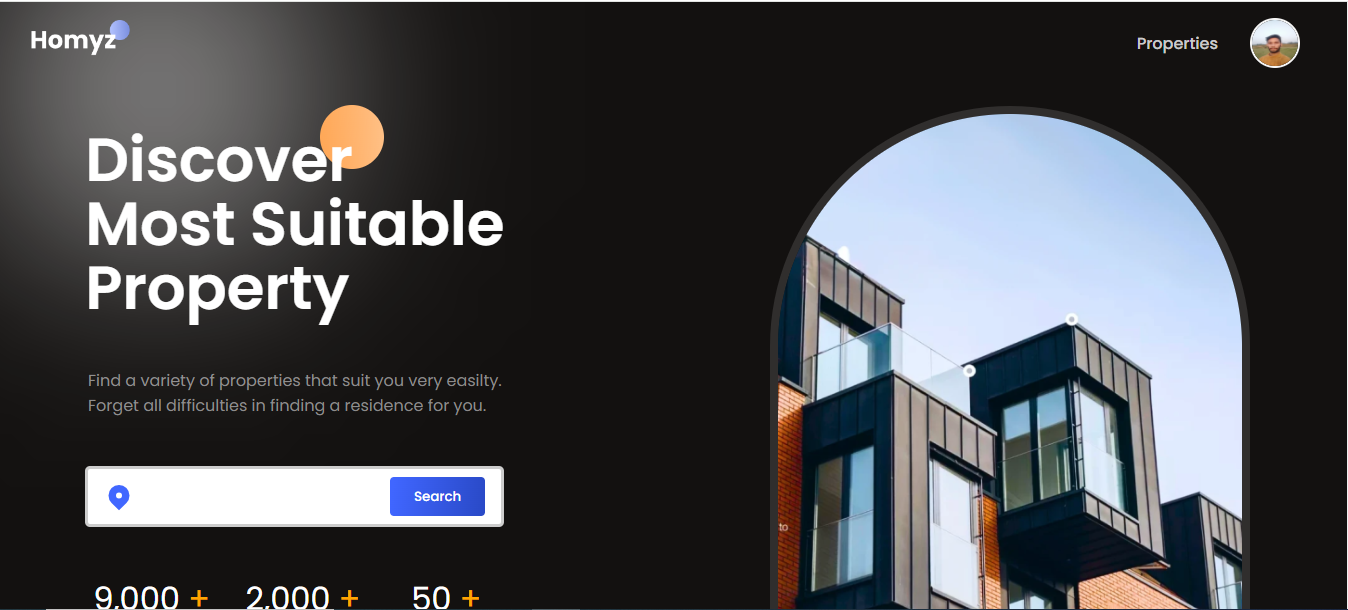 Homyz
Properties
Discover
Most Suitable
Property
Find a variety of properties that suit you very easilty.
Forget all difficulties in finding a residence for you.
Search
9,000 + 2,000 + 50 +
to